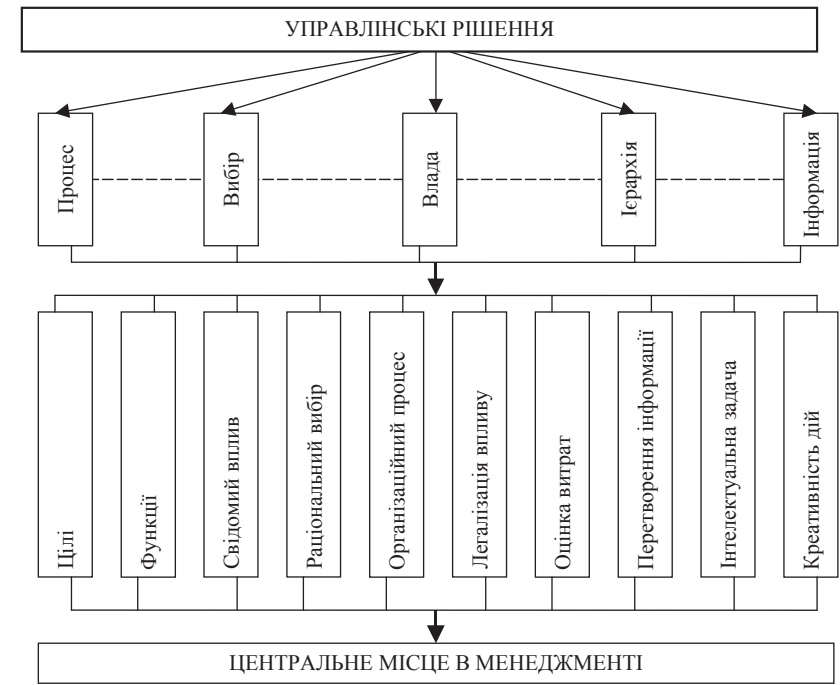 УПРАВЛІНСЬКІ РІШЕННЯ
Процес
Вибір
Влада
Ієрархія
Інформація
Цілі
Функції
Свідомий вплив
Раціональний вибір
Організаційний процес
Легалізація впливу
Оцінка витрат
Перетворення інформації
Інтелектуальна задача
Креативність дій
ЦЕНТРАЛЬНЕ МІСЦЕ В МЕНЕДЖМЕНТІ